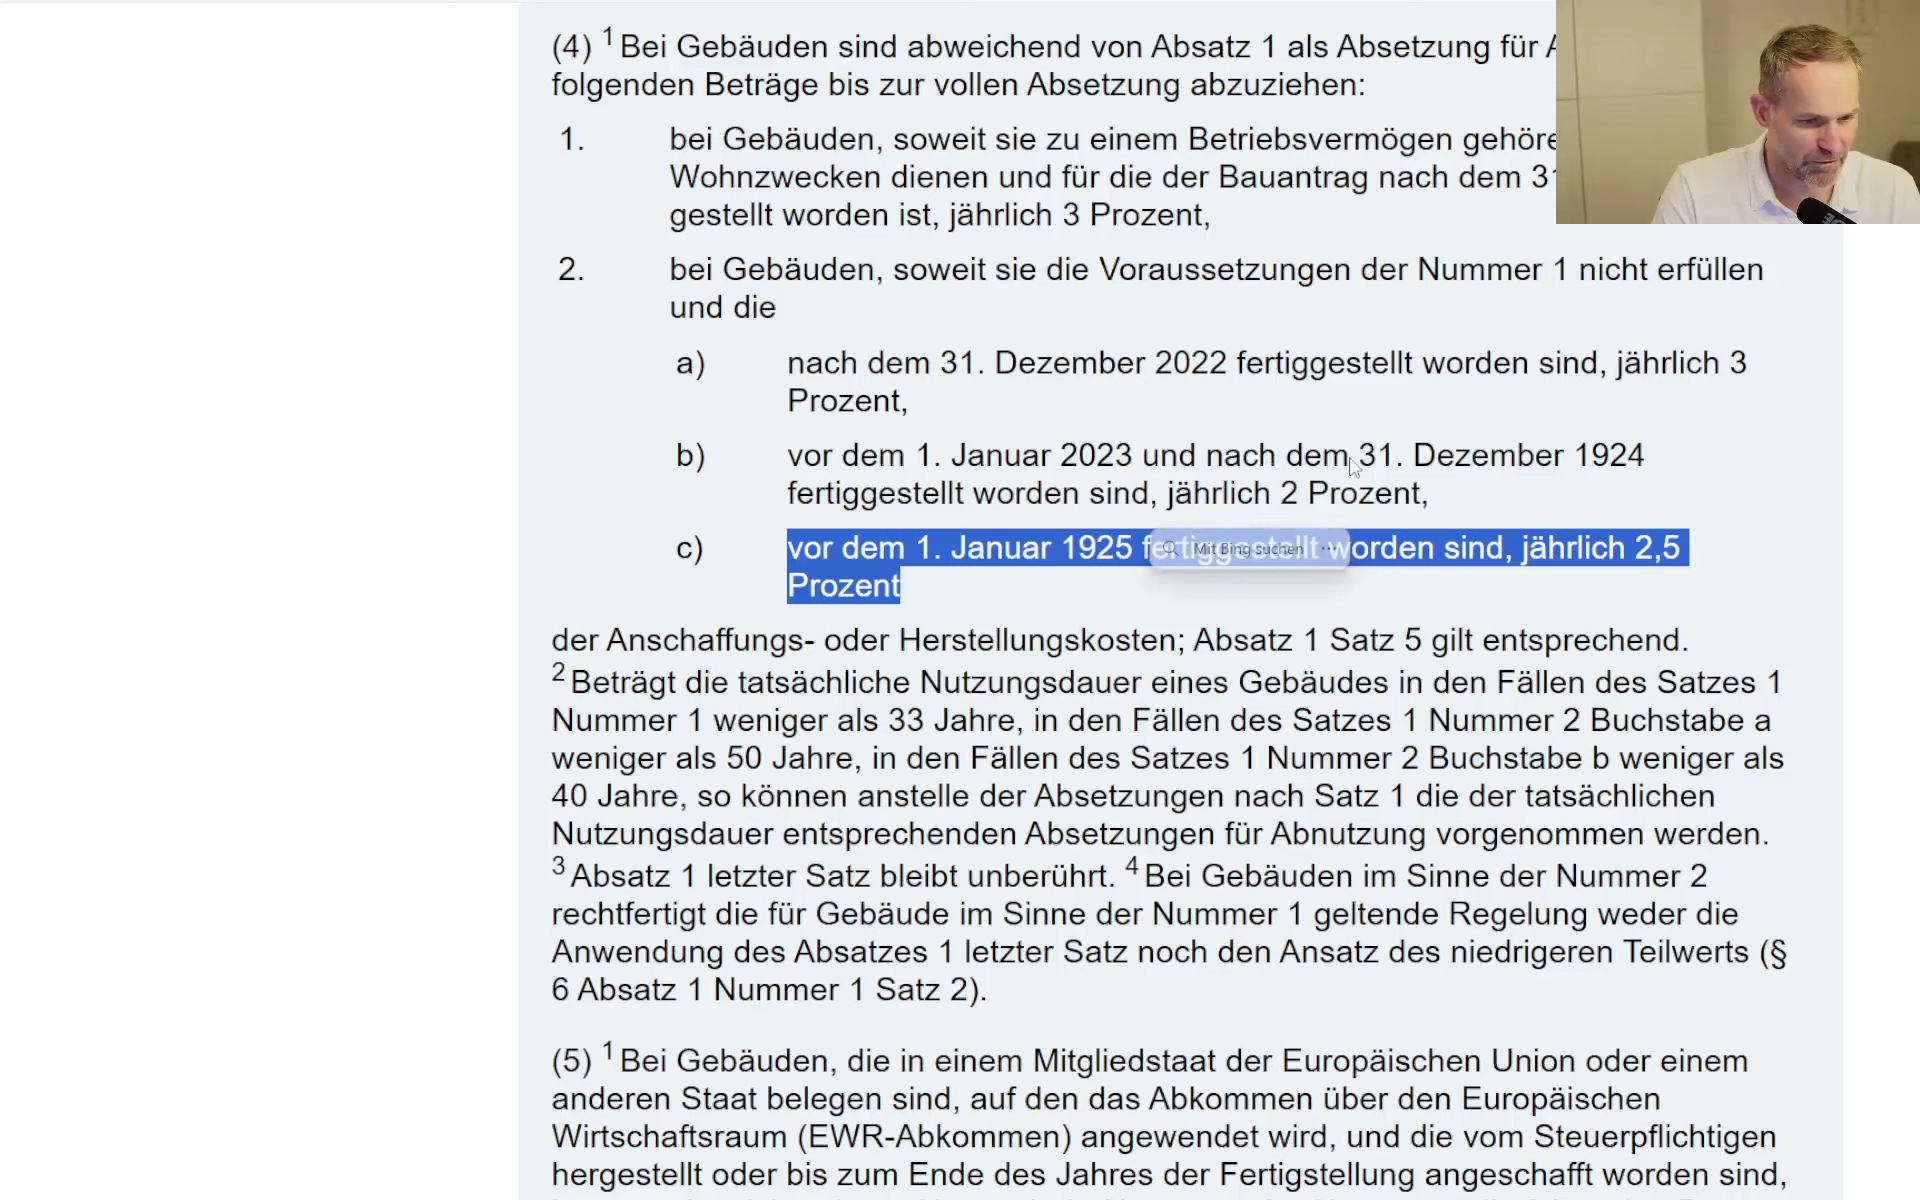 (4) 1 Bei Gebäuden sind abweichend von Absatz 1 als Absetzung für
folgenden Beträge bis zur vollen Absetzung abzuziehen:
1. bei Gebäuden, soweit sie zu einem Betriebsvermögen gehöre
Wohnzwecken dienen und für die der Bauantrag nach dem 31
gestellt worden ist, jährlich 3 Prozent,
2. bei Gebäuden, soweit sie die Voraussetzungen der Nummer 1 nicht erfüllen
und die
a) nach dem 31. Dezember 2022 fertiggestellt worden sind, jährlich 3
Prozent,
b) vor dem 1. Januar 2023 und nach dem 31. Dezember 1924
fertiggestellt worden sind, jährlich 2 Prozent,
c) vor dem 1. Januar 1925 fertiggestellt worden sind, jährlich 2,5
Mit Bing suchen
Prozent
der Anschaffungs- oder Herstellungskosten; Absatz 1 Satz 5 gilt entsprechend.
2 Beträgt die tatsächliche Nutzungsdauer eines Gebäudes in den Fällen des Satzes 1
Nummer 1 weniger als 33 Jahre, in den Fällen des Satzes 1 Nummer 2 Buchstabe a
weniger als 50 Jahre, in den Fällen des Satzes 1 Nummer 2 Buchstabe b weniger als
40 Jahre, so können anstelle der Absetzungen nach Satz 1 die der tatsächlichen
Nutzungsdauer entsprechenden Absetzungen für Abnutzung vorgenommen werden.
3 Absatz 1 letzter Satz bleibt unberührt. 4 Bei Gebäuden im Sinne der Nummer 2
rechtfertigt die für Gebäude im Sinne der Nummer 1 geltende Regelung weder die
Anwendung des Absatzes 1 letzter Satz noch den Ansatz des niedrigeren Teilwerts (§
6 Absatz 1 Nummer 1 Satz 2).
(5) 1 Bei Gebäuden, die in einem Mitgliedstaat der Europäischen Union oder einem
anderen Staat belegen sind, auf den das Abkommen über den Europäischen
Wirtschaftsraum (EWR-Abkommen) angewendet wird, und die vom Steuerpflichtigen
hergestellt oder bis zum Ende des Jahres der Fertigstellung angeschafft worden sind,